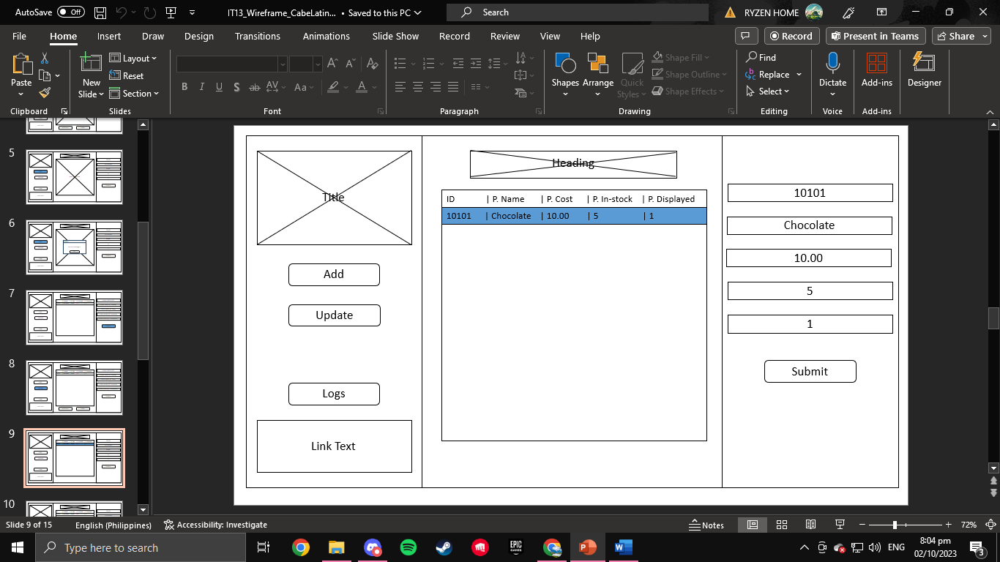 AutoSave Off IT13_Wireframe_CabeLatin... • Saved to this PC Search RYZEN HOME
File Home Insert Draw Design Transitions Animations Slide Show Record Review View Help Record Present in Teams Share
Paste
Clipboard
New Slide
Layout
Reset
Section
Slides
B I U S ab AV Aa A
Font
Paragraph
Shapes
Arrange
Quick Styles
Shape Fill
Shape Outline
Shape Effects
Drawing
Find
Replace
Select
Editing
Dictate
Voice
Add-ins
Add-ins
Designer
5
6
7
8
9
10
Title
Add
Update
Logs
Link Text
Heading
ID | P. Name | P. Cost | P. In-stock | P. Displayed
10101 | Chocolate | 10.00 | 5 | 1
10101
Chocolate
10.00
5
1
Submit
Slide 9 of 15 English (Philippines) Accessibility: Investigate Notes 72%
Type here to search
EPIC GAMES
ENG
8:04 pm
02/10/2023
3